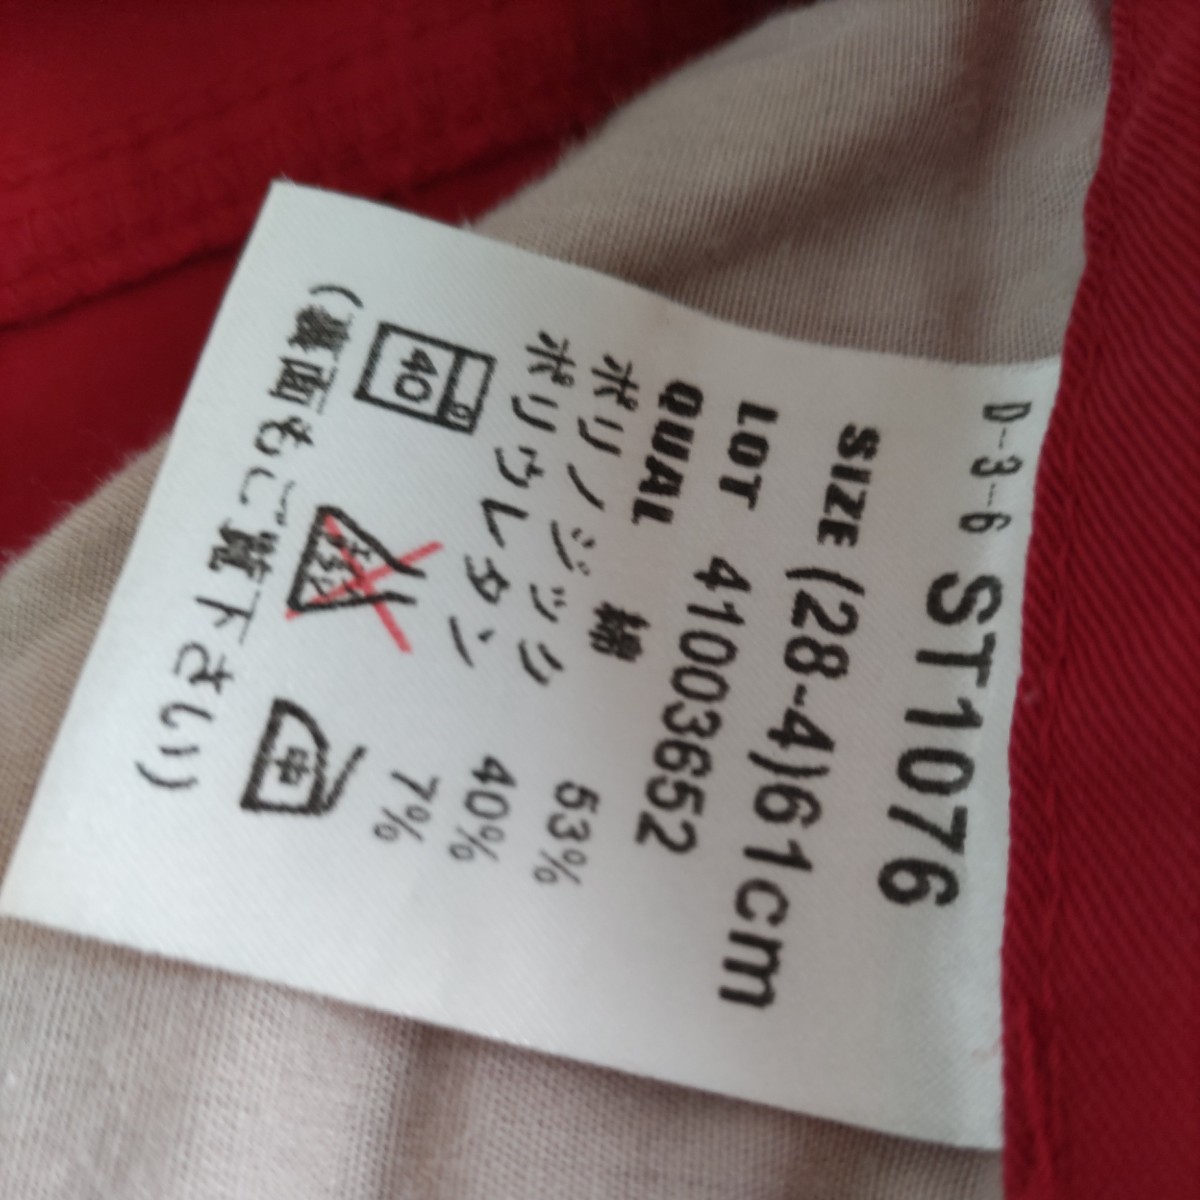 D-3-6 ST1076
SIZE (28-4)61cm
LOT 41003652
QUAL 綿 53%
ポリノジック 40%
ポリウレタン 7%
40 中
(裏面もご覧下さい)